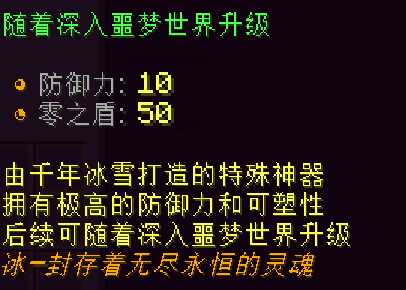 随着深入噩梦世界升级
防御力: 10
零之盾: 50
由千年冰雪打造的特殊神器
拥有极高的防御力和可塑性
后续可随着深入噩梦世界升级
冰—封存着无尽永恒的灵魂